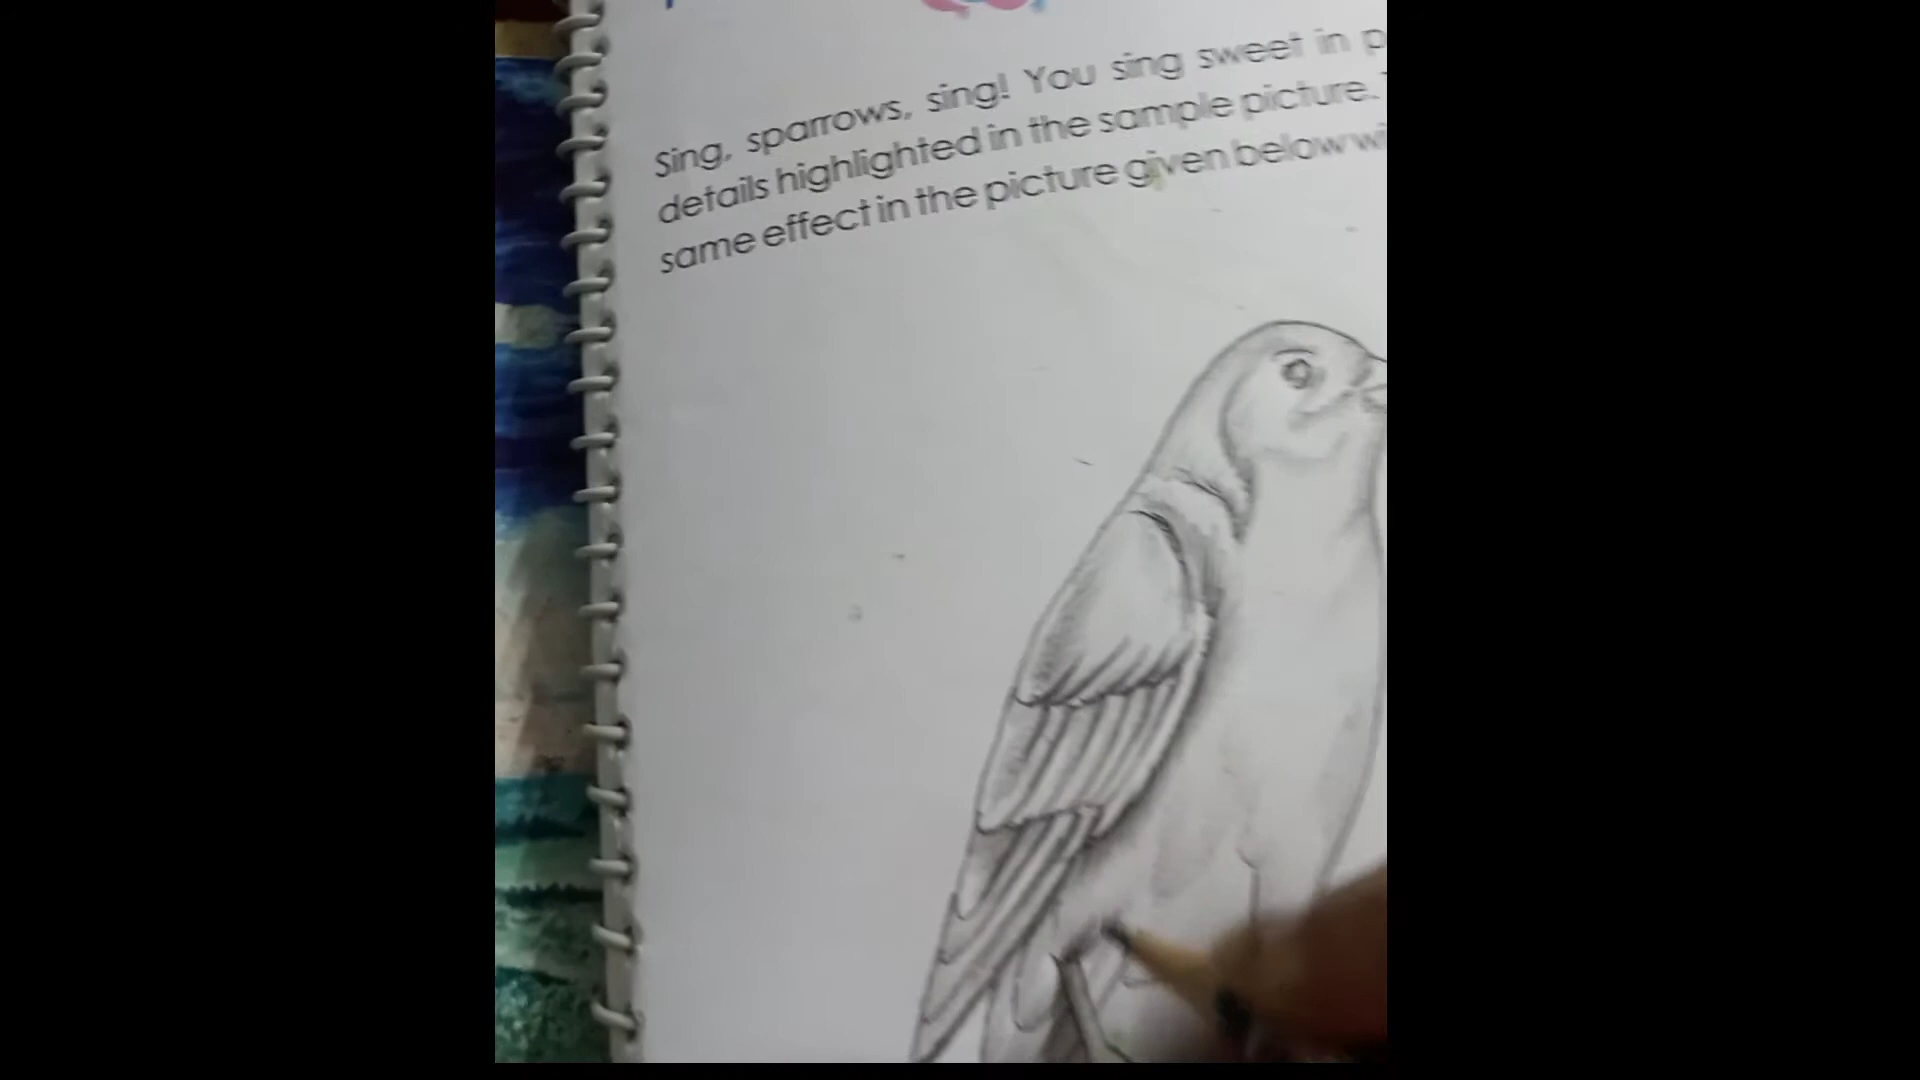 Sing, sparrows, sing! You sing sweet in
details highlighted in the sample picture.
same effect in the picture given below